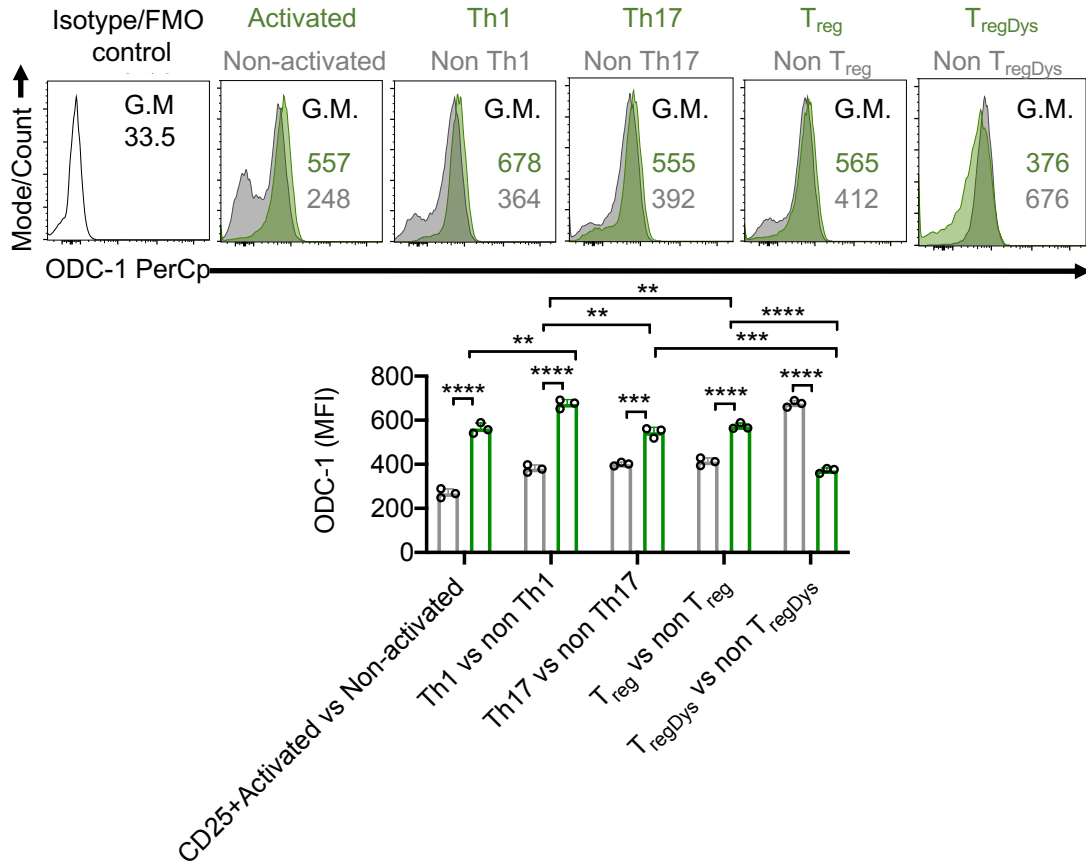 Isotype/FMO
control
G.M
33.5
Activated
Non-activated
557
248
Th1
Non Th1
G.M.
678
364
Th17
Non Th17
G.M.
555
392
Treg
Non Treg
G.M.
565
412
TregDys
Non TregDys
G.M.
376
676
Mode/Count
ODC-1 PerCp
**
**
****
**
***
****
****
***
****
****
ODC-1 (MFI)
800
600
400
200
0
CD25+Activated vs Non-activated
Th1 vs non Th1
Th17 vs non Th17
Treg vs non Treg
TregDys vs non TregDys